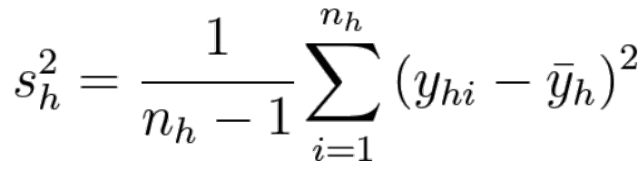 $s_h^2 = \frac{1}{n_h - 1} \sum_{i=1}^{n_h} (y_{hi} - \bar{y}_h)^2$